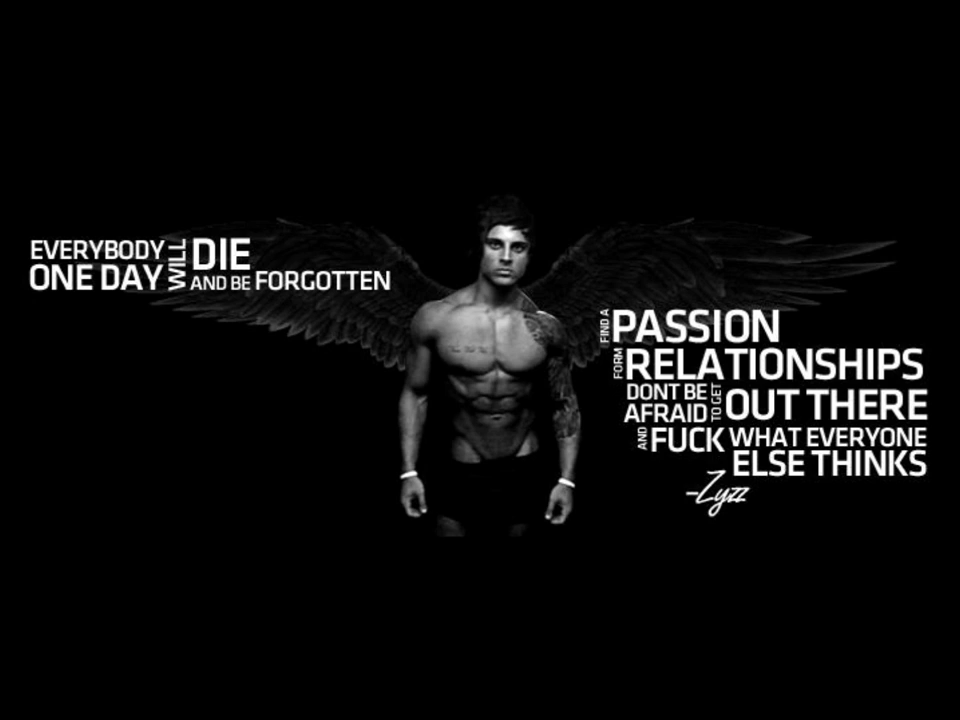 EVERYBODY
ONE DAY WILL DIE
AND BE FORGOTTEN
FIND A PASSION
FORM RELATIONSHIPS
DONT BE
AFRAID TO GET OUT THERE
AND FUCK WHAT EVERYONE
ELSE THINKS
-Zyzz